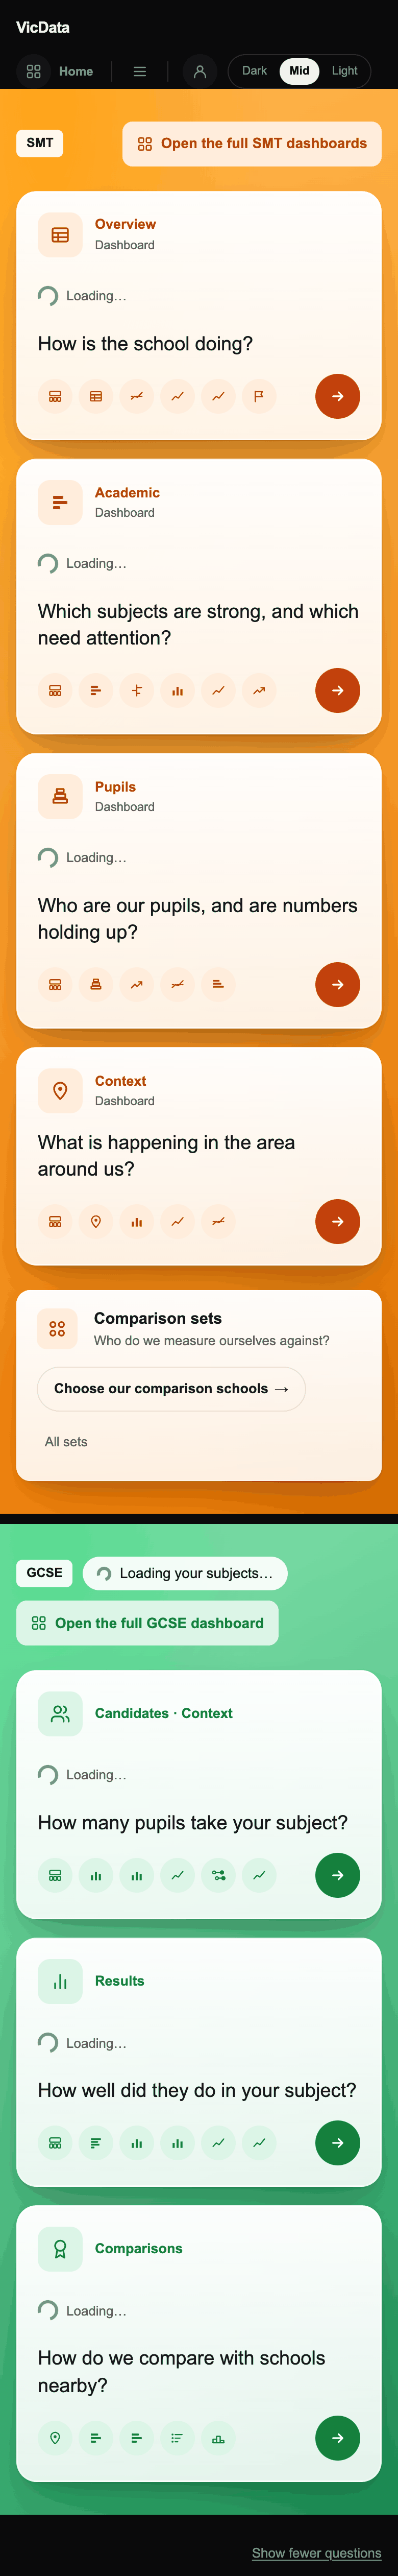 VicData
Home
Dark Mid Light
SMT
Open the full SMT dashboards
Overview
Dashboard
Loading...
How is the school doing?
Academic
Dashboard
Loading...
Which subjects are strong, and which
need attention?
Pupils
Dashboard
Loading...
Who are our pupils, and are numbers
holding up?
Context
Dashboard
What is happening in the area
around us?
Comparison sets
Who do we measure ourselves against?
Choose our comparison schools →
All sets
GCSE
Loading your subjects...
Open the full GCSE dashboard
Candidates · Context
Loading...
How many pupils take your subject?
Results
Loading...
How well did they do in your subject?
Comparisons
Loading...
How do we compare with schools
nearby?
Show fewer questions